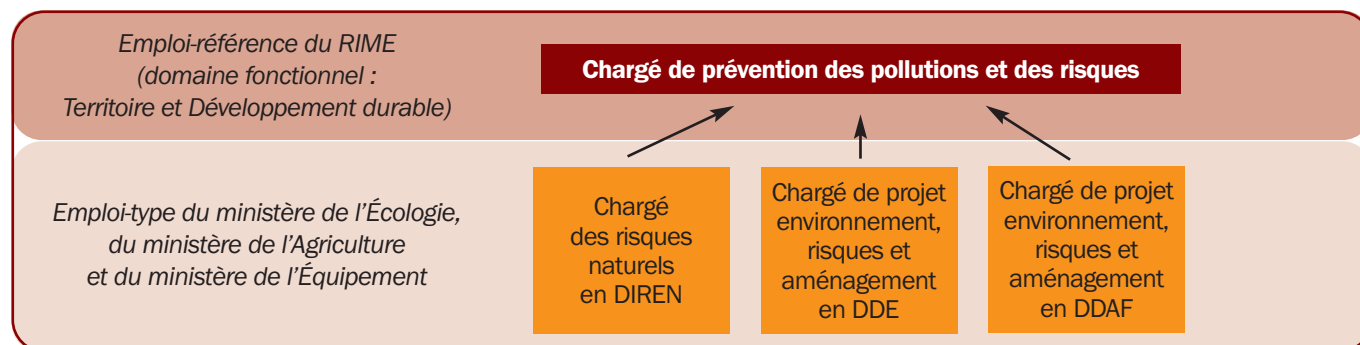 Emploi-référence du RIME
(domaine fonctionnel :
Territoire et Développement durable)
Chargé de prévention des pollutions et des risques
Emploi-type du ministère de l’Écologie,
du ministère de l’Agriculture
et du ministère de l’Équipement
Chargé
des risques
naturels
en DIREN
Chargé de projet
environnement,
risques et
aménagement
en DDE
Chargé de projet
environnement,
risques et
aménagement
en DDAF